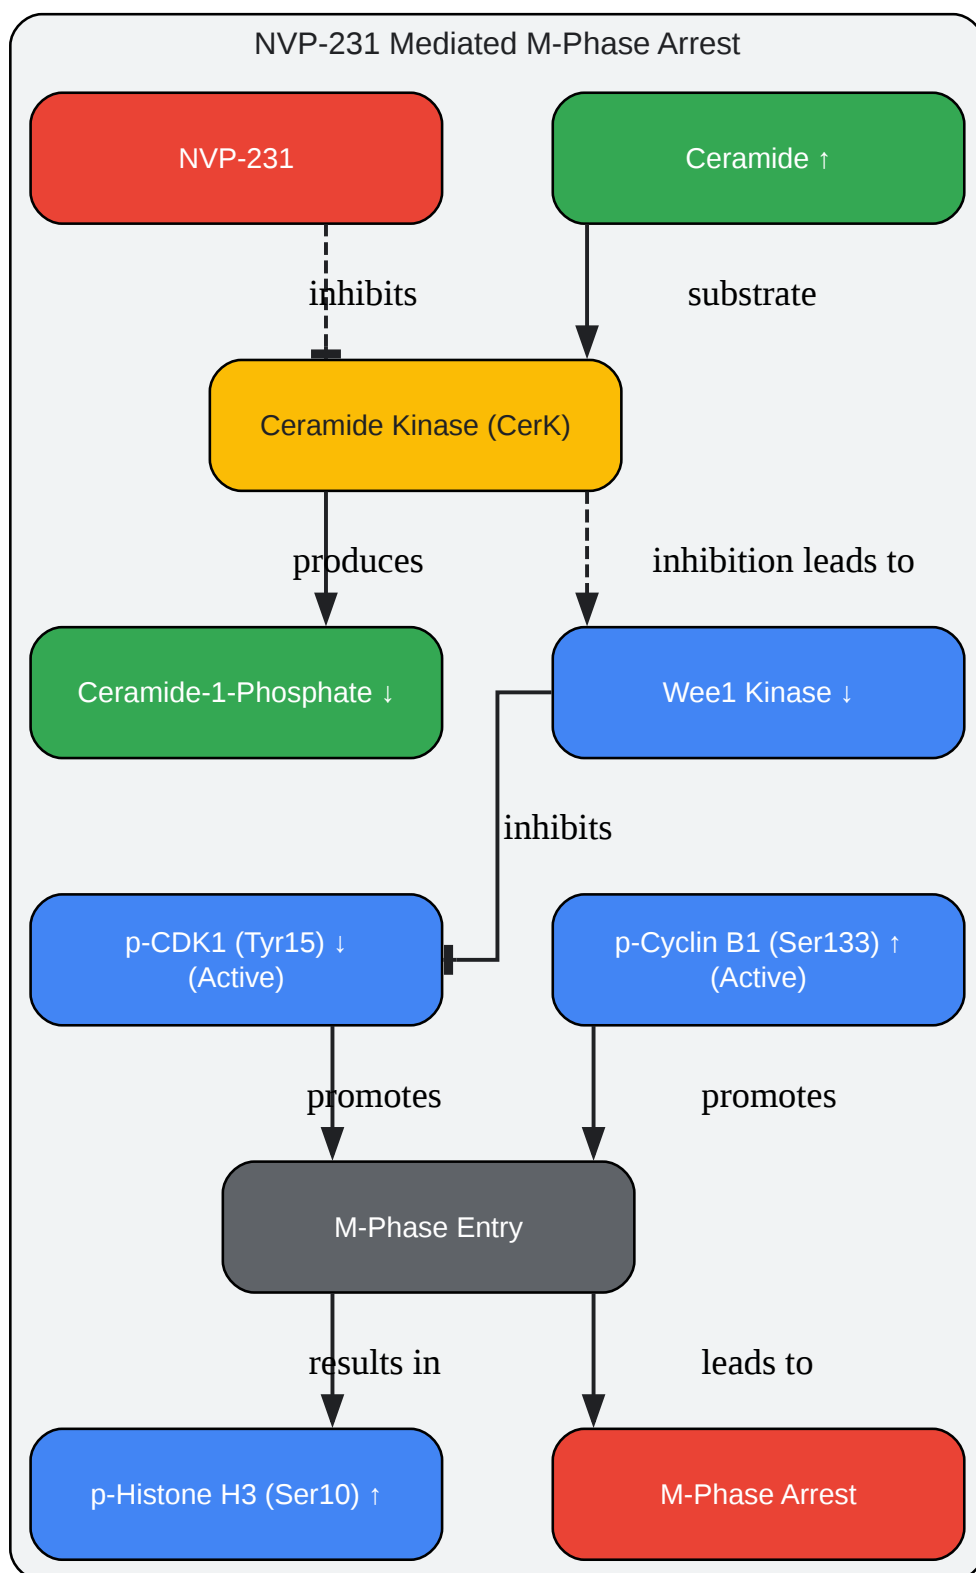 NVP-231 Mediated M-Phase Arrest
NVP-231
Ceramide ↑
inhibits
substrate
Ceramide Kinase (CerK)
produces
inhibition leads to
Ceramide-1-Phosphate ↓
Wee1 Kinase ↓
inhibits
p-CDK1 (Tyr15) ↓
(Active)
p-Cyclin B1 (Ser133) ↑
(Active)
promotes
promotes
M-Phase Entry
results in
leads to
p-Histone H3 (Ser10) ↑
M-Phase Arrest